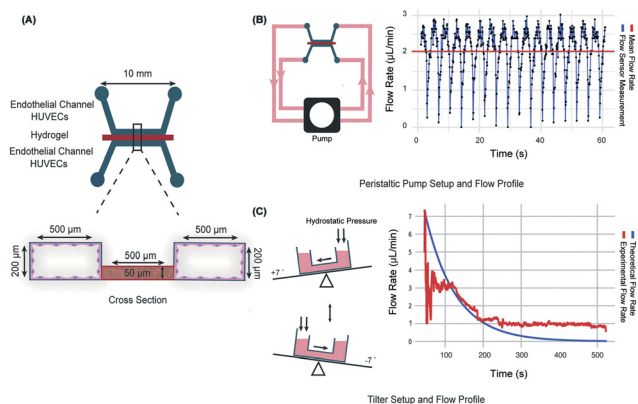 (A)
10 mm
Endothelial Channel
HUVECs
Hydrogel
Endothelial Channel
HUVECs
500 µm
500 µm
500 µm
200 µm
50 µm
200 µm
Cross Section
(B)
Pump
Flow Rate (µL/min)
3
2
1
0
0
10
20
30
40
50
60
Time (s)
Mean Flow Rate
Flow Sensor Measurement
Peristaltic Pump Setup and Flow Profile
(C)
Hydrostatic Pressure
+7°
-7°
Flow Rate (µL/min)
7
6
5
4
3
2
1
0
100
200
300
400
500
Time (s)
Theoretical Flow Rate
Experimental Flow Rate
Tilter Setup and Flow Profile